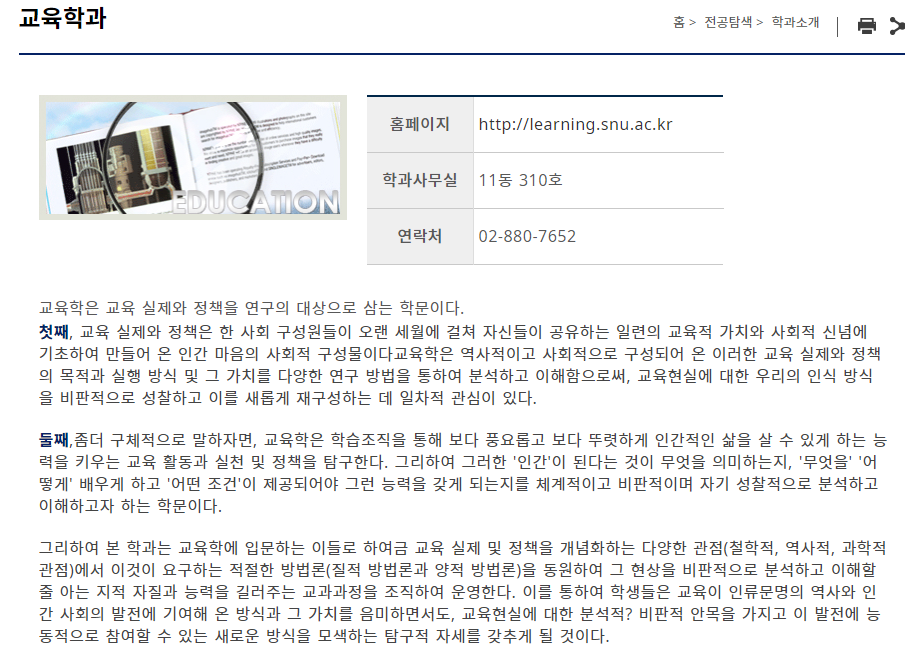 교육학과
홈 > 전공탐색 > 학과소개
EDUCATION
홈페이지 http://learning.snu.ac.kr
학과사무실 11동 310호
연락처 02-880-7652
교육학은 교육 실제와 정책을 연구의 대상으로 삼는 학문이다.
첫째, 교육 실제와 정책은 한 사회 구성원들이 오랜 세월에 걸쳐 자신들이 공유하는 일련의 교육적 가치와 사회적 신념에
기초하여 만들어 온 인간 마음의 사회적 구성물이다교육학은 역사적이고 사회적으로 구성되어 온 이러한 교육 실제와 정책
의 목적과 실행 방식 및 그 가치를 다양한 연구 방법을 통하여 분석하고 이해함으로써, 교육현실에 대한 우리의 인식 방식
을 비판적으로 성찰하고 이를 새롭게 재구성하는 데 일차적 관심이 있다.
둘째,좀더 구체적으로 말하자면, 교육학은 학습조직을 통해 보다 풍요롭고 보다 뚜렷하게 인간적인 삶을 살 수 있게 하는 능
력을 키우는 교육 활동과 실천 및 정책을 탐구한다. 그리하여 그러한 '인간'이 된다는 것이 무엇을 의미하는지, '무엇을' '어
떻게' 배우게 하고 '어떤 조건'이 제공되어야 그런 능력을 갖게 되는지를 체계적이고 비판적이며 자기 성찰적으로 분석하고
이해하고자 하는 학문이다.
그리하여 본 학과는 교육학에 입문하는 이들로 하여금 교육 실제 및 정책을 개념화하는 다양한 관점(철학적, 역사적, 과학적
관점)에서 이것이 요구하는 적절한 방법론(질적 방법론과 양적 방법론)을 동원하여 그 현상을 비판적으로 분석하고 이해할
줄 아는 지적 자질과 능력을 길러주는 교과과정을 조직하여 운영한다. 이를 통하여 학생들은 교육이 인류문명의 역사와 인
간 사회의 발전에 기여해 온 방식과 그 가치를 음미하면서도, 교육현실에 대한 분석적? 비판적 안목을 가지고 이 발전에 능
동적으로 참여할 수 있는 새로운 방식을 모색하는 탐구적 자세를 갖추게 될 것이다.